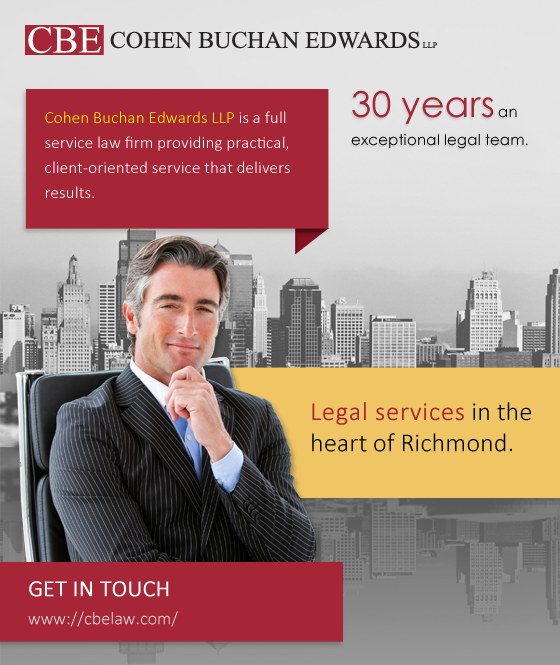 CBE COHEN BUCHAN EDWARDS LLP
Cohen Buchan Edwards LLP is a full
service law firm providing practical,
client-oriented service that delivers
results.
30 years an
exceptional legal team.
Legal services in the
heart of Richmond.
GET IN TOUCH
www.://cbelaw.com/